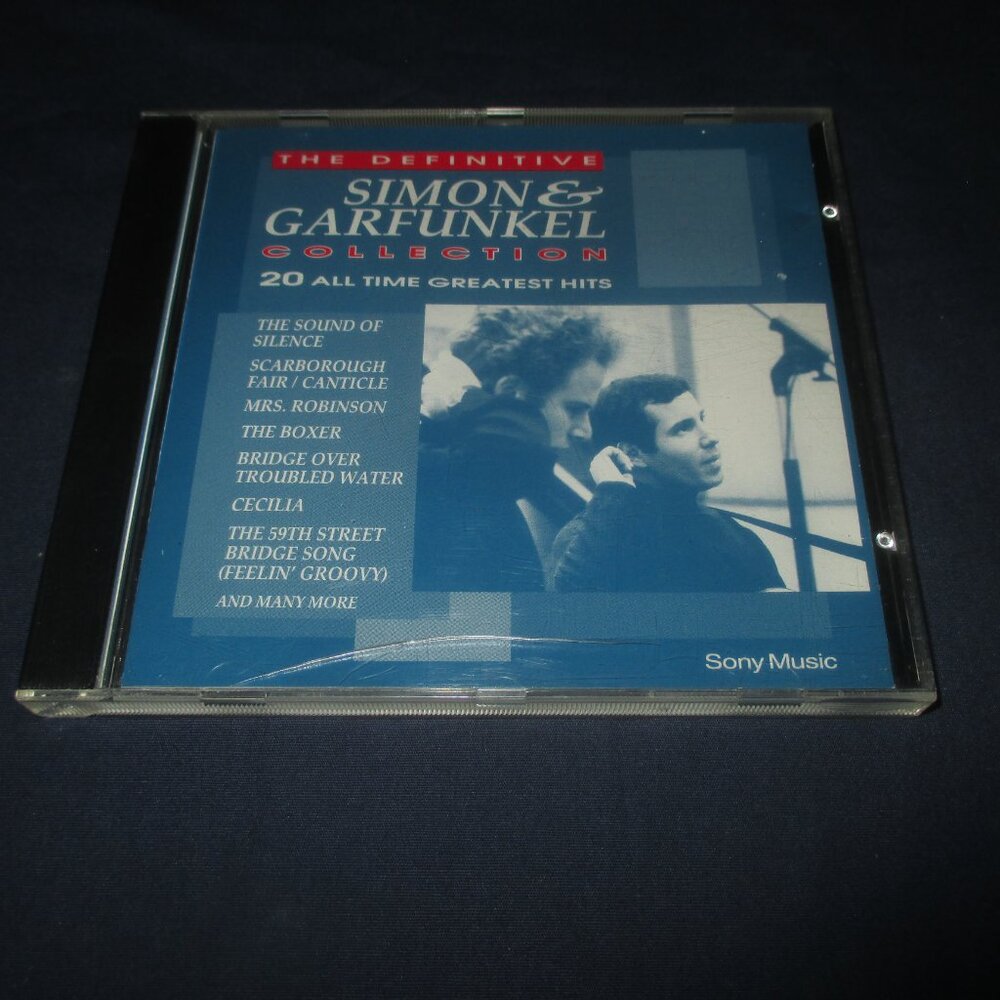 THE DEFINITIVE
SIMON &
GARFUNKEL
COLLECTION
20 ALL TIME GREATEST HITS
THE SOUND OF
SILENCE
SCARBOROUGH
FAIR / CANTICLE
MRS. ROBINSON
THE BOXER
BRIDGE OVER
TROUBLED WATER
CECILIA
THE 59TH STREET
BRIDGE SONG
(FEELIN' GROOVY)
AND MANY MORE
Sony Music